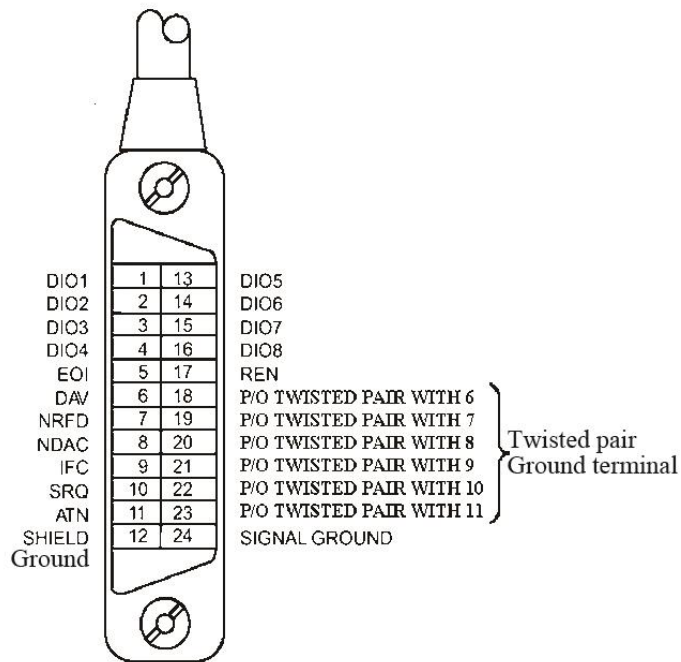 DIO1 1 13 DIO5
DIO2 2 14 DIO6
DIO3 3 15 DIO7
DIO4 4 16 DIO8
EOI 5 17 REN
DAV 6 18 P/O TWISTED PAIR WITH 6
NRFD 7 19 P/O TWISTED PAIR WITH 7
NDAC 8 20 P/O TWISTED PAIR WITH 8
IFC 9 21 P/O TWISTED PAIR WITH 9
SRQ 10 22 P/O TWISTED PAIR WITH 10
ATN 11 23 P/O TWISTED PAIR WITH 11
Twisted pair
Ground terminal
SHIELD 12 24 SIGNAL GROUND
Ground